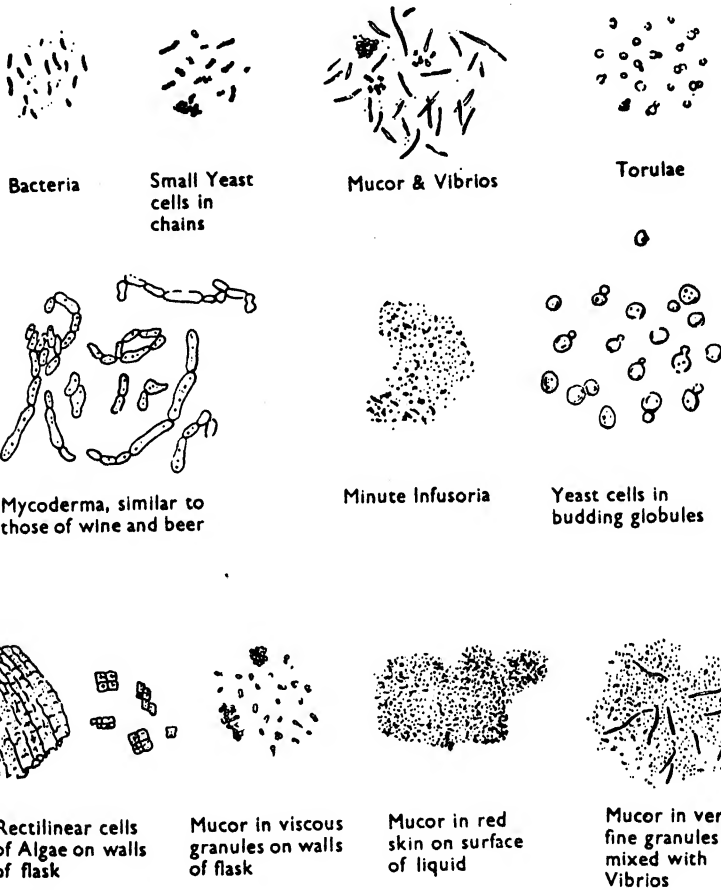 Bacteria
Small Yeast
cells in
chains
Mucor & Vibrios
Torulae
Mycoderma, similar to
those of wine and beer
Minute Infusoria
Yeast cells in
budding globules
Rectilinear cells
of Algae on walls
of flask
Mucor in viscous
granules on walls
of flask
Mucor in red
skin on surface
of liquid
Mucor in ver
fine granules
mixed with
Vibrios